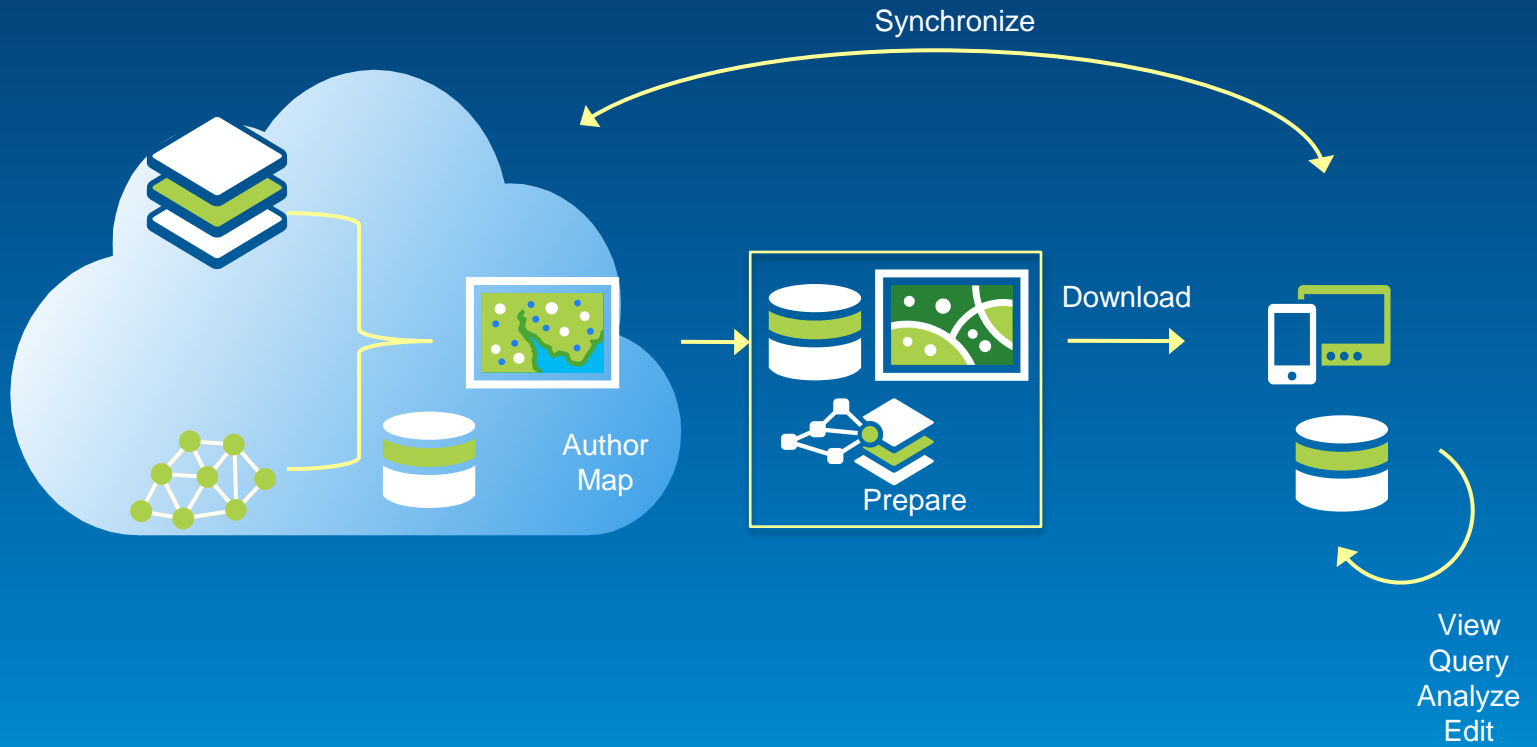 Synchronize
Author
Map
Prepare
Download
View
Query
Analyze
Edit